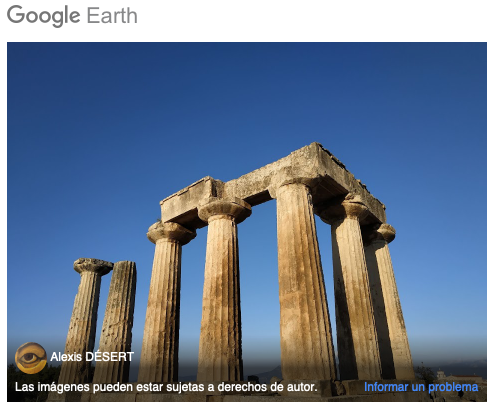 Google Earth
Alexis DÉSERT
Las imágenes pueden estar sujetas a derechos de autor.
Informar un problema